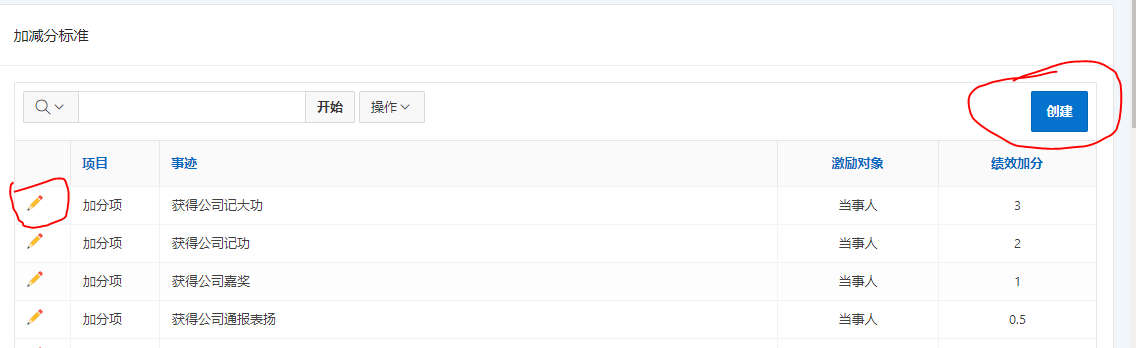 加减分标准
开始 操作 创建
项目 事迹 激励对象 绩效加分
加分项 获得公司记大功 当事人 3
加分项 获得公司记功 当事人 2
加分项 获得公司嘉奖 当事人 1
加分项 获得公司通报表扬 当事人 0.5